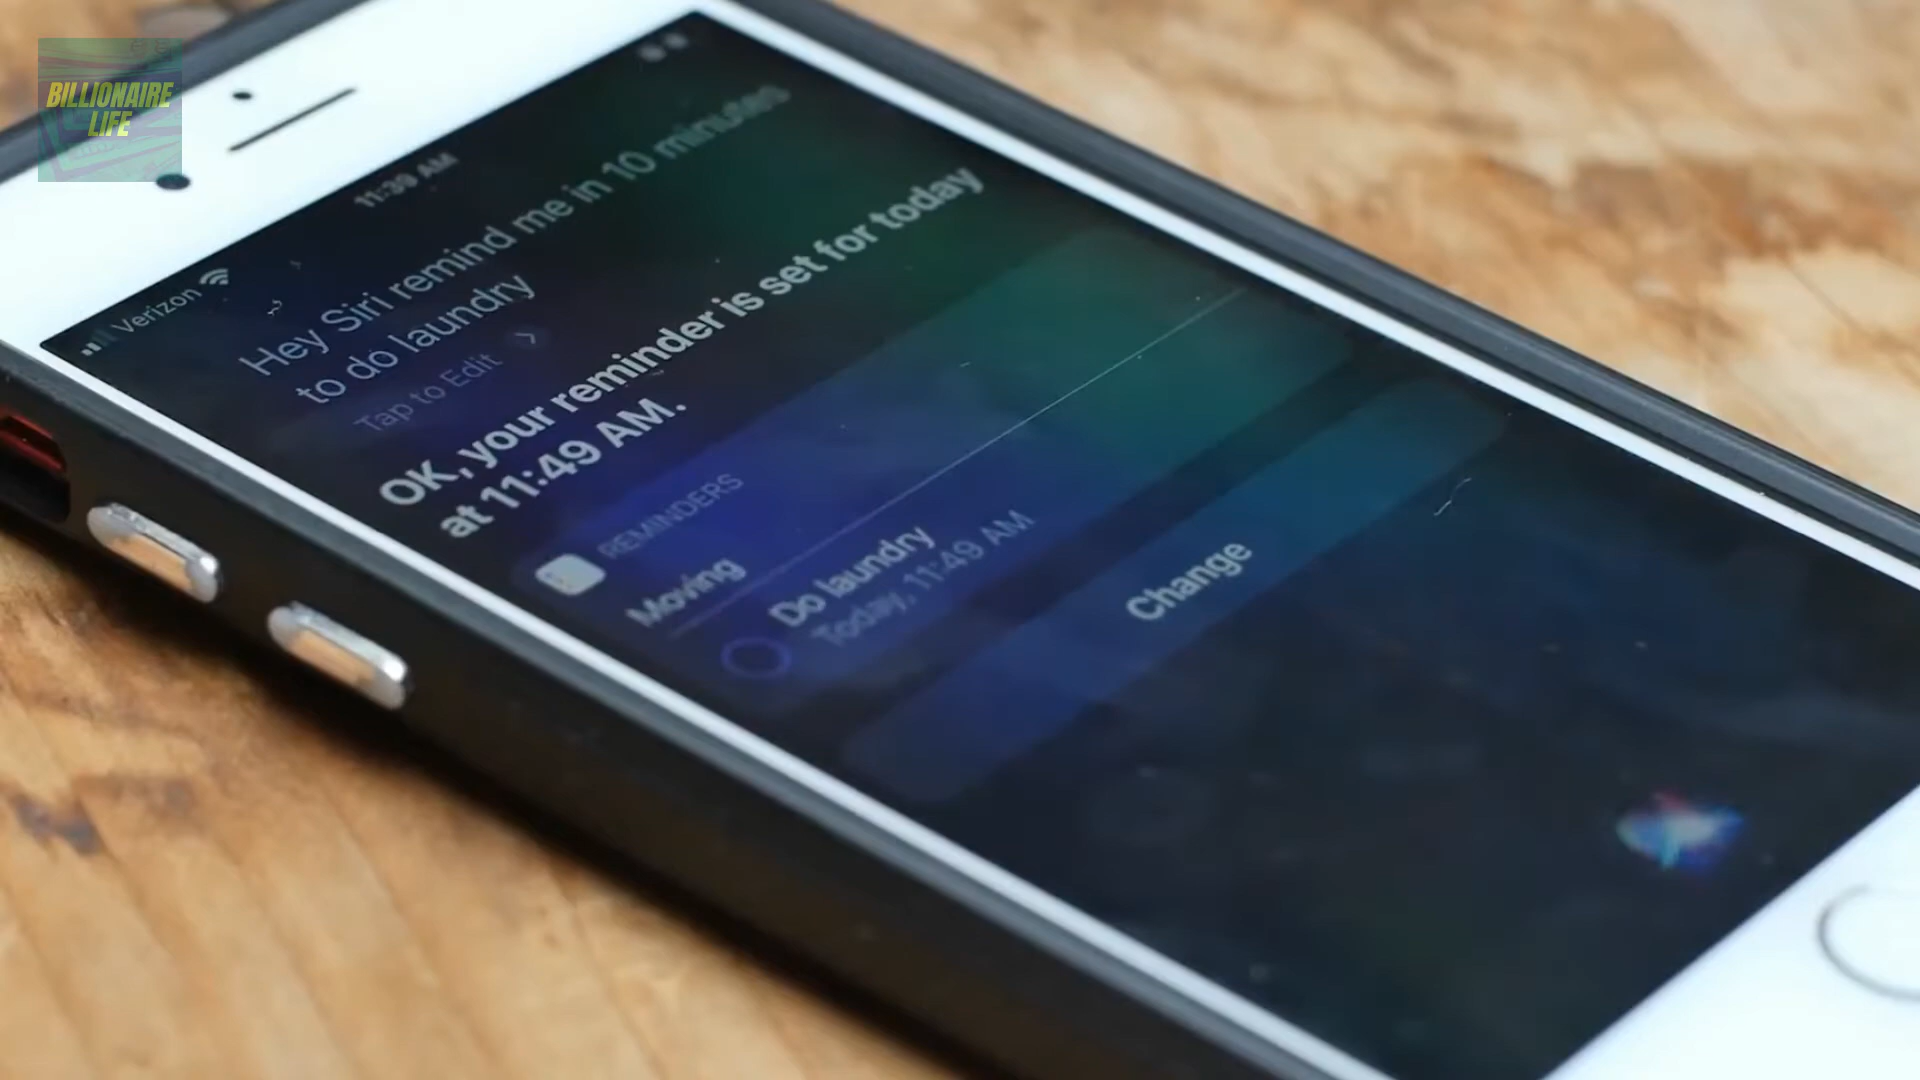 BILLIONAIRE
LIFE
Verizon
11:39 AM
Hey Siri remind me in 10 minutes
to do laundry
Tap to Edit
OK, your reminder is set for today
at 11:49 AM.
REMINDERS
Moving
Do laundry
Today, 11:49 AM
Change